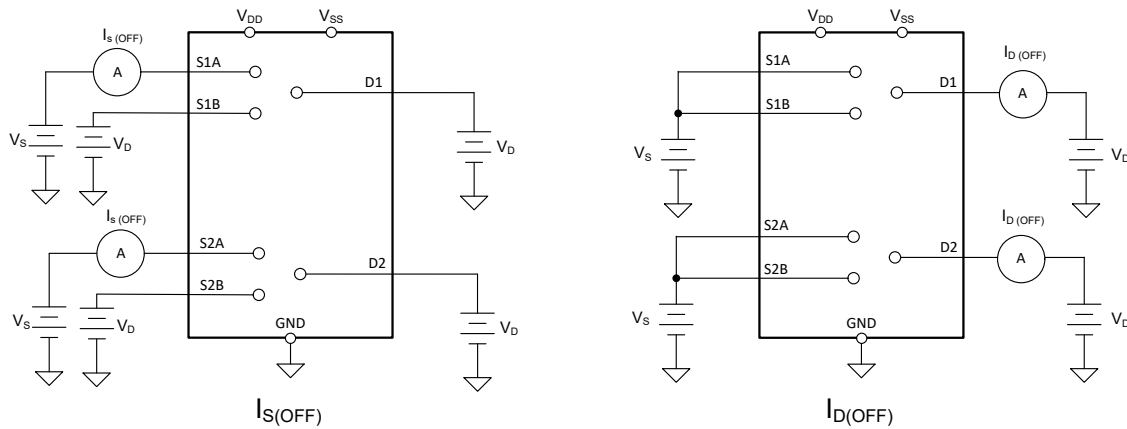 VDD VSS
Is (OFF)
A S1A
D1
S1B
VS VD VD
Is (OFF)
A S2A
D2
S2B
VS VD VD
GND
IS(OFF)
VDD VSS
S1A ID (OFF)
D1 A
S1B
VS VD
S2A ID (OFF)
D2 A
S2B
VS VD
GND
ID(OFF)